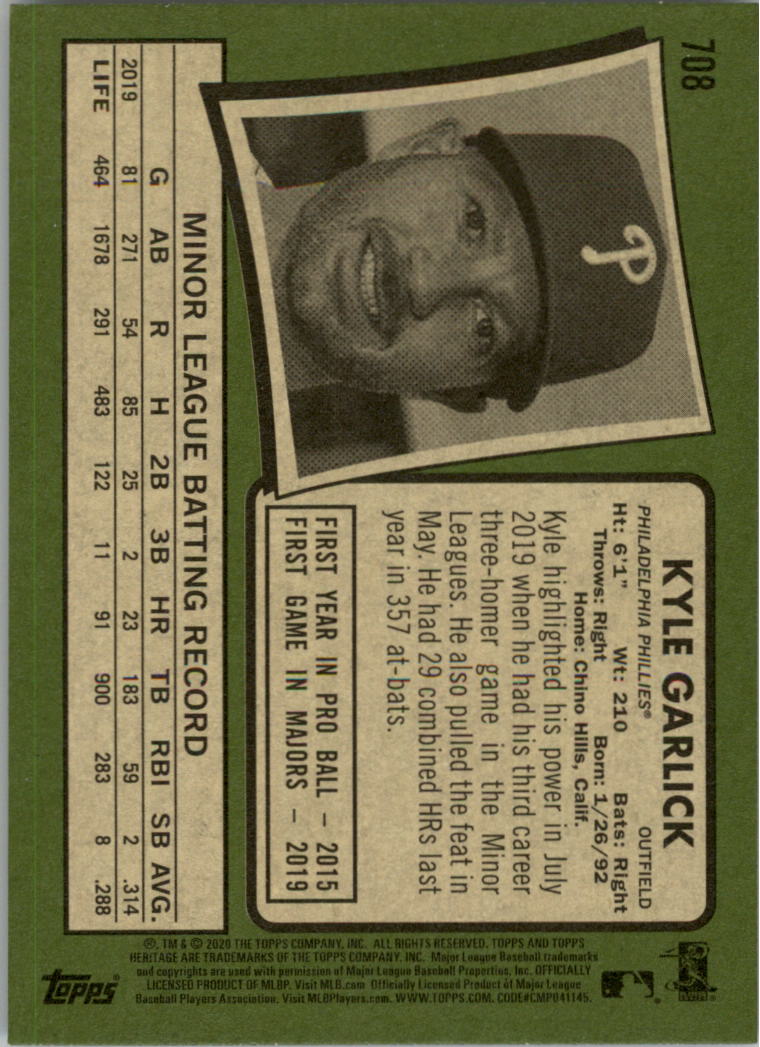 708
P
KYLE GARLICK
PHILADELPHIA PHILLIES® OUTFIELD
Ht: 6'1" Wt: 210 Bats: Right
Throws: Right Born: 1/26/92
Home: Chino Hills, Calif.
Kyle highlighted his power in July
2019 when he had his third career
three-homer game in the Minor
Leagues. He also pulled the feat in
May. He had 29 combined HRs last
year in 357 at-bats.
FIRST YEAR IN PRO BALL – 2015
FIRST GAME IN MAJORS – 2019
MINOR LEAGUE BATTING RECORD
G AB R H 2B 3B HR TB RBI SB AVG.
2019 81 271 54 85 25 2 23 183 59 2 .314
LIFE 464 1678 291 483 122 11 91 900 283 8 .288
®, TM & © 2020 THE TOPPS COMPANY, INC. ALL RIGHTS RESERVED. TOPPS AND TOPPS
HERITAGE ARE TRADEMARKS OF THE TOPPS COMPANY, INC. Major League Baseball trademarks
and copyrights are used with permission of Major League Baseball Properties, Inc. OFFICIALLY
LICENSED PRODUCT OF MLBP. Visit MLB.com Officially Licensed Product of Major League
Baseball Players Association. Visit MLBPlayers.com. WWW.TOPPS.COM. CODE#CMP041145.
topps®